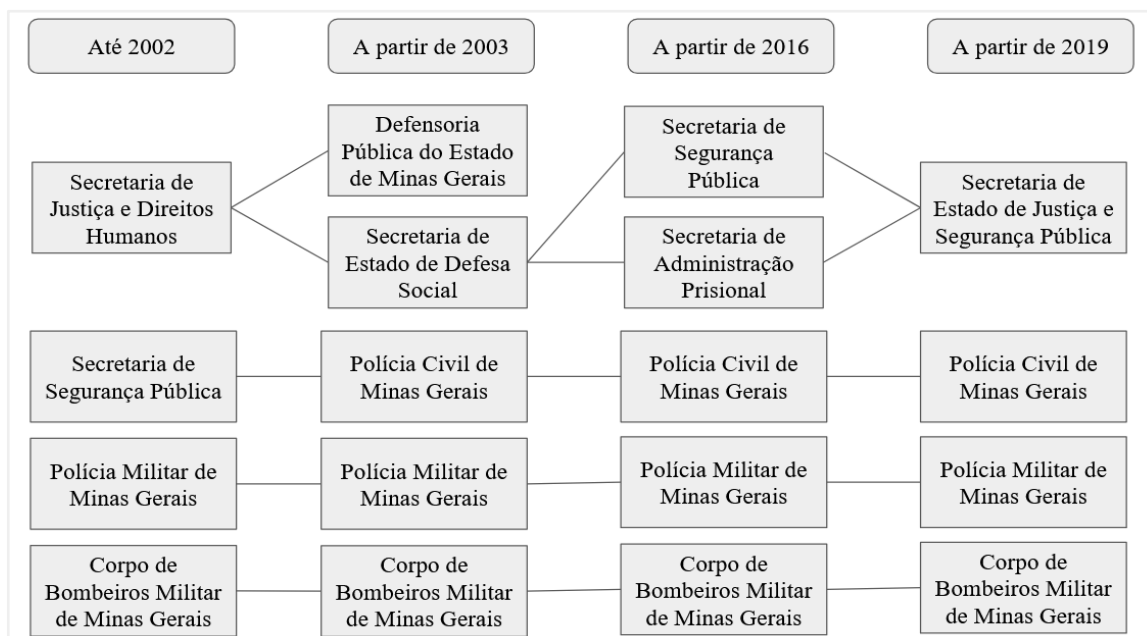 Até 2002
A partir de 2003
A partir de 2016
A partir de 2019
Secretaria de
Justiça e Direitos
Humanos
Defensoria
Pública do Estado
de Minas Gerais
Secretaria de
Estado de Defesa
Social
Secretaria de
Segurança
Pública
Secretaria de
Administração
Prisional
Secretaria de
Estado de Justiça e
Segurança Pública
Secretaria de
Segurança Pública
Polícia Civil de
Minas Gerais
Polícia Civil de
Minas Gerais
Polícia Civil de
Minas Gerais
Polícia Militar de
Minas Gerais
Polícia Militar de
Minas Gerais
Polícia Militar de
Minas Gerais
Polícia Militar de
Minas Gerais
Corpo de
Bombeiros Militar
de Minas Gerais
Corpo de
Bombeiros Militar
de Minas Gerais
Corpo de
Bombeiros Militar
de Minas Gerais
Corpo de
Bombeiros Militar
de Minas Gerais